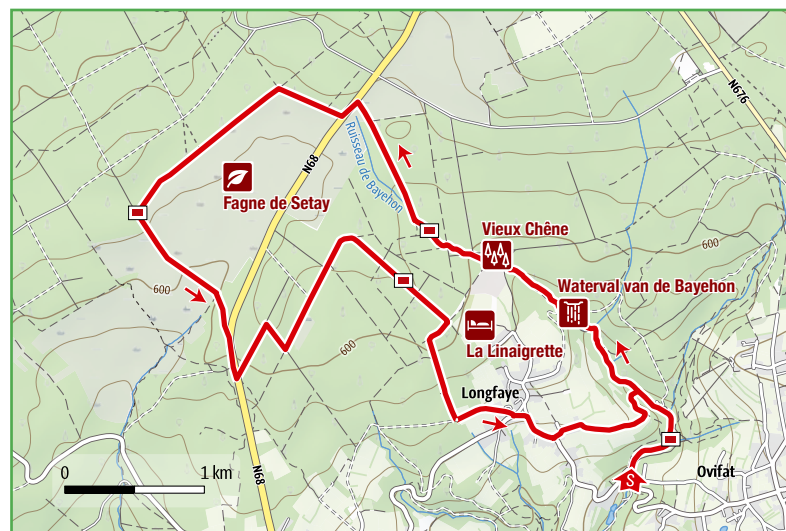 N676
N68
Ruisseau de Bayehon
Fagne de Setay
Vieux Chêne
600
Waterval van de Bayehon
600
600
La Linaigrette
Longfaye
0 1 km
N68
S
Ovifat